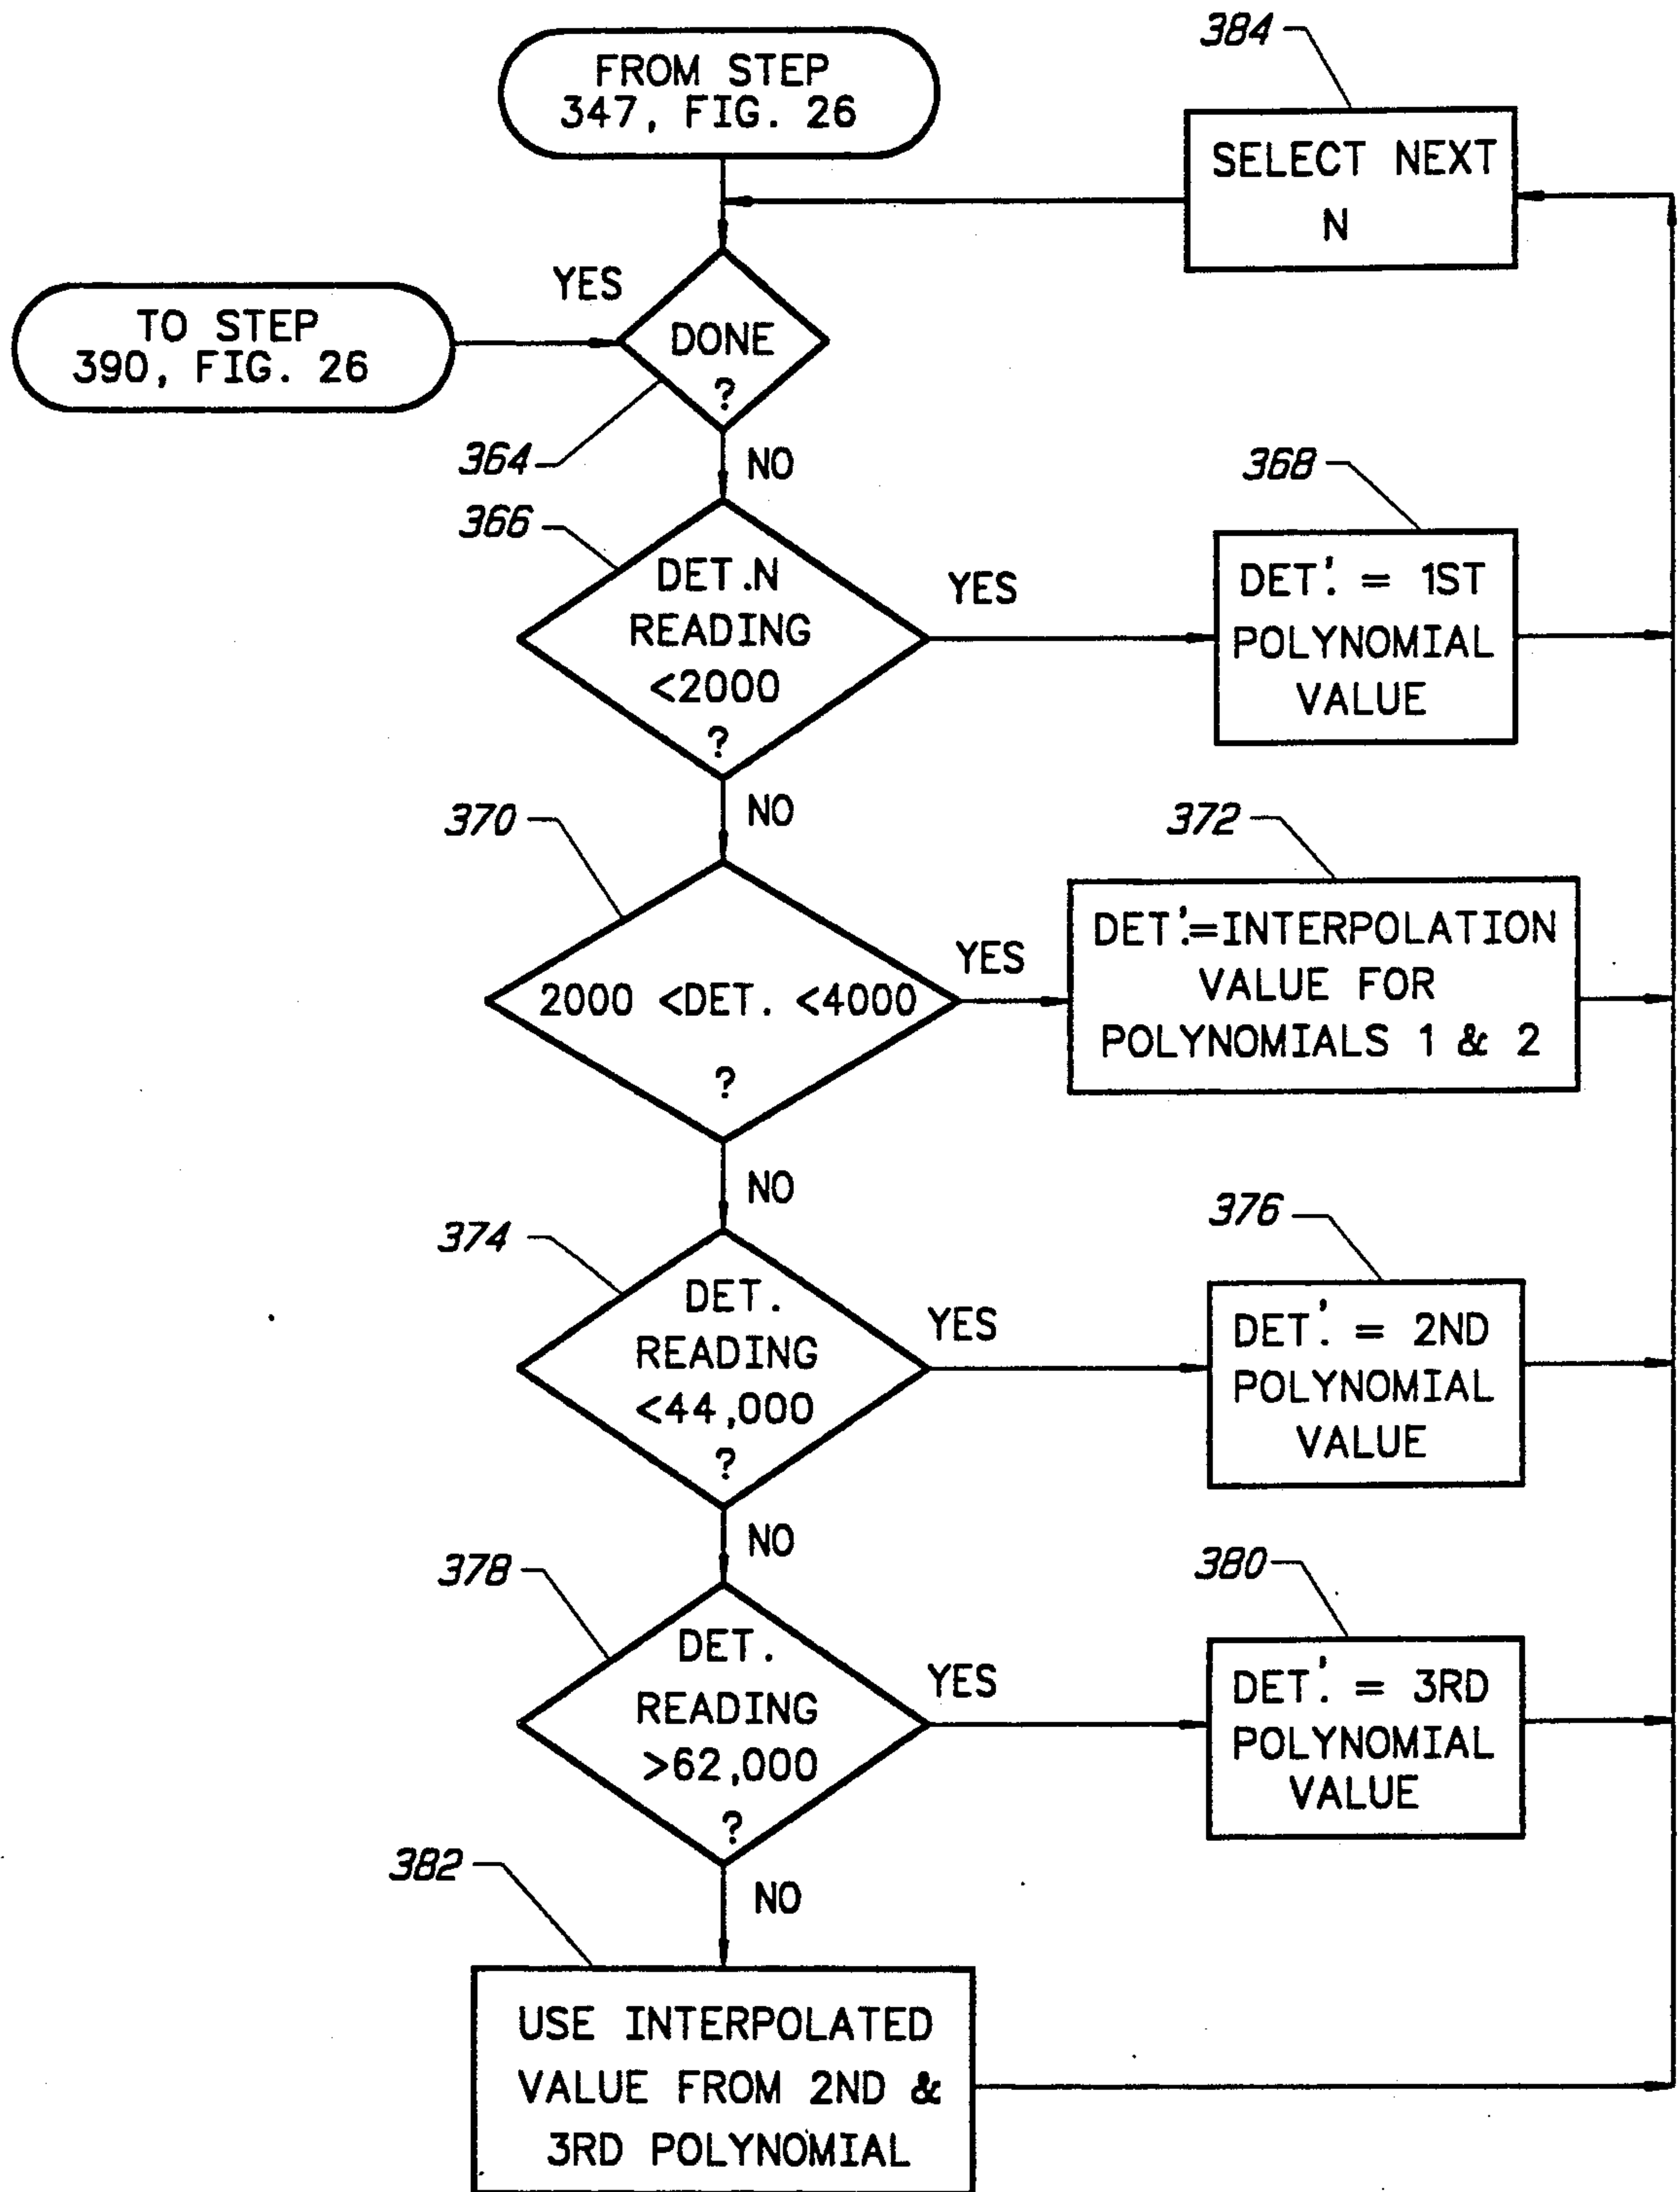 384
FROM STEP
347, FIG. 26
SELECT NEXT
N
YES
TO STEP
390, FIG. 26
DONE
?
364
NO
366
368
DET.N
READING
<2000
?
YES
DET'. = 1ST
POLYNOMIAL
VALUE
NO
370
372
2000 <DET. <4000
?
YES
DET'.=INTERPOLATION
VALUE FOR
POLYNOMIALS 1 & 2
NO
374
376
DET.
READING
<44,000
?
YES
DET'. = 2ND
POLYNOMIAL
VALUE
NO
378
380
DET.
READING
>62,000
?
YES
DET'. = 3RD
POLYNOMIAL
VALUE
382
NO
USE INTERPOLATED
VALUE FROM 2ND &
3RD POLYNOMIAL